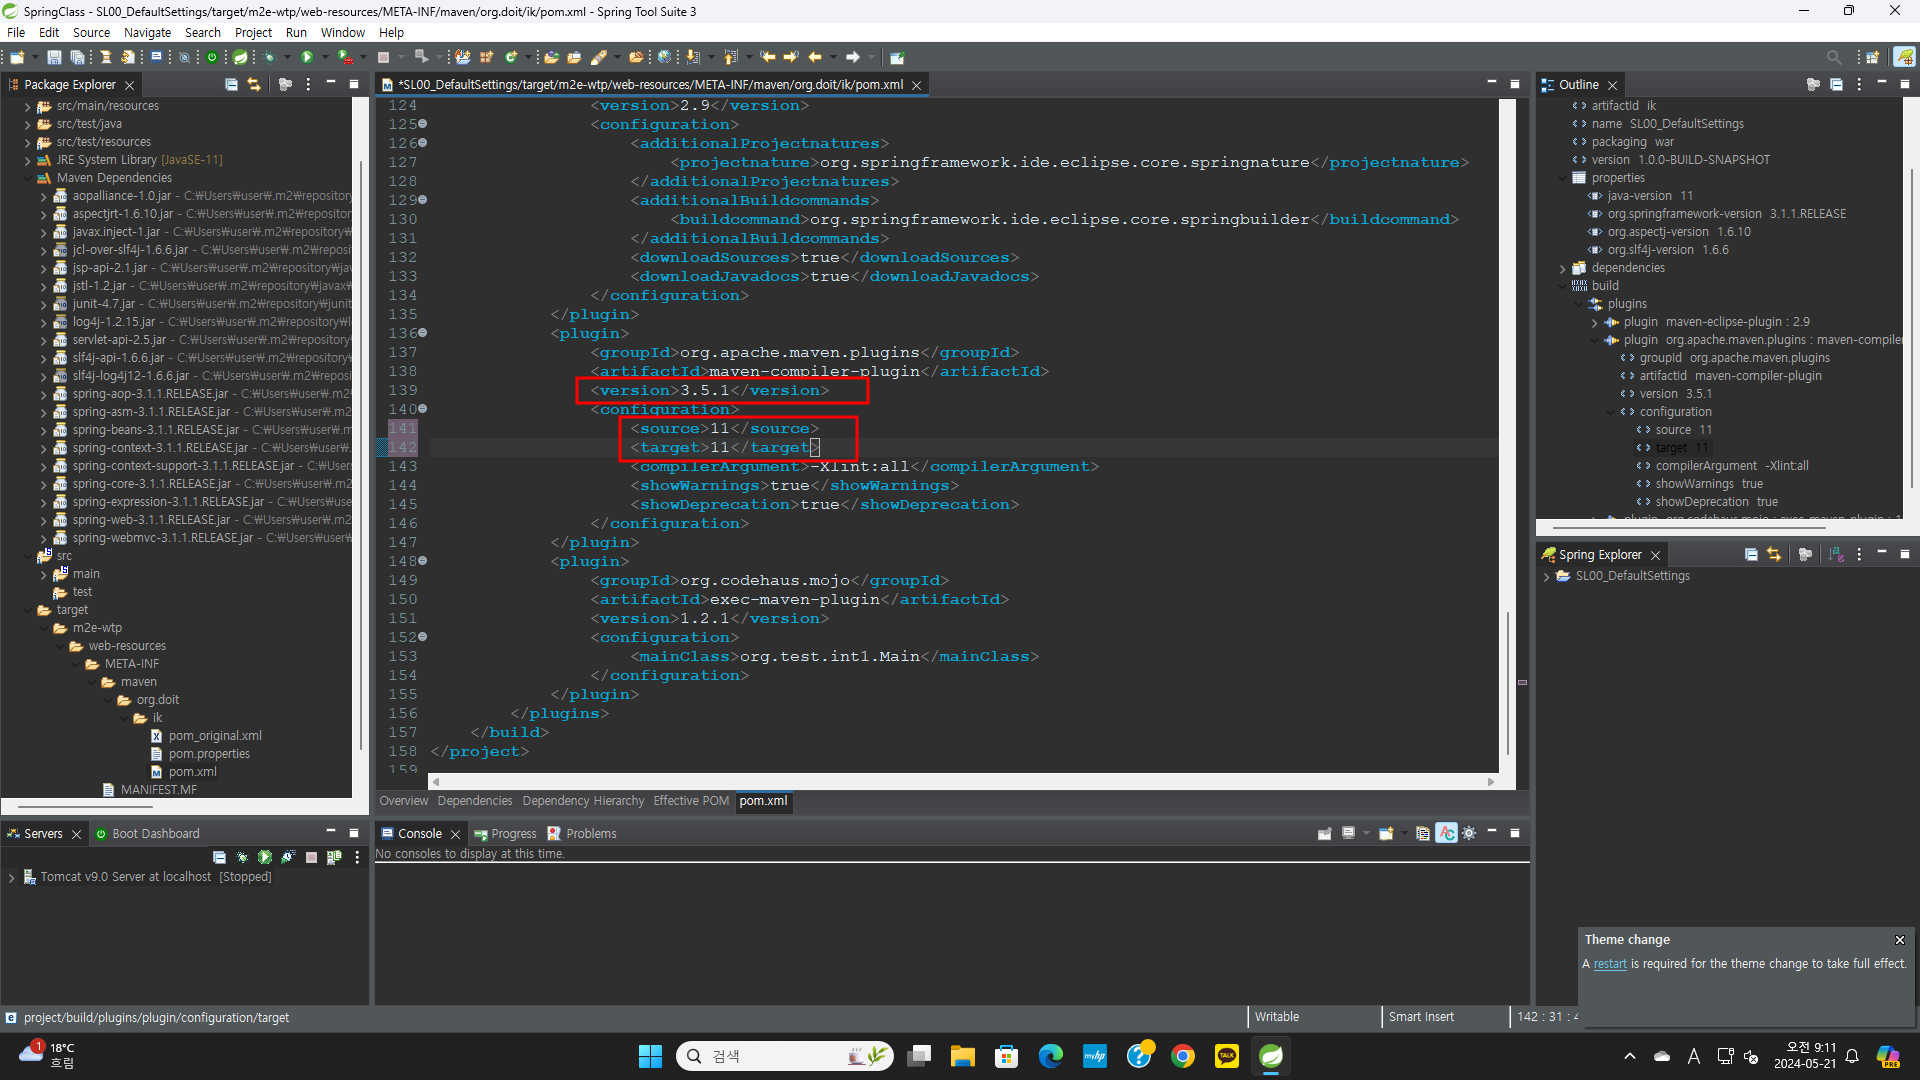 SpringClass - SL00_DefaultSettings/target/m2e-wtp/web-resources/META-INF/maven/org.doit/ik/pom.xml - Spring Tool Suite 3
File Edit Source Navigate Search Project Run Window Help
Package Explorer
src/main/resources
src/test/java
src/test/resources
JRE System Library [JavaSE-11]
Maven Dependencies
aopalliance-1.0.jar - C:₩Users₩user₩.m2₩repository
aspectjrt-1.6.10.jar - C:₩Users₩user₩.m2₩repositor
javax.inject-1.jar - C:₩Users₩user₩.m2₩repository₩
jcl-over-slf4j-1.6.6.jar - C:₩Users₩user₩.m2₩reposi
jsp-api-2.1.jar - C:₩Users₩user₩.m2₩repository₩jav
jstl-1.2.jar - C:₩Users₩user₩.m2₩repository₩javax₩
junit-4.7.jar - C:₩Users₩user₩.m2₩repository₩junit
log4j-1.2.15.jar - C:₩Users₩user₩.m2₩repository₩l
servlet-api-2.5.jar - C:₩Users₩user₩.m2₩repository
slf4j-api-1.6.6.jar - C:₩Users₩user₩.m2₩repository
slf4j-log4j12-1.6.6.jar - C:₩Users₩user₩.m2₩repos
spring-aop-3.1.1.RELEASE.jar - C:₩Users₩user₩.m2
spring-asm-3.1.1.RELEASE.jar - C:₩Users₩user₩.m2
spring-beans-3.1.1.RELEASE.jar - C:₩Users₩user₩.m
spring-context-3.1.1.RELEASE.jar - C:₩Users₩user₩
spring-context-support-3.1.1.RELEASE.jar - C:₩Use
spring-core-3.1.1.RELEASE.jar - C:₩Users₩user₩.m2
spring-expression-3.1.1.RELEASE.jar - C:₩Users₩us
spring-web-3.1.1.RELEASE.jar - C:₩Users₩user₩.m2
spring-webmvc-3.1.1.RELEASE.jar - C:₩Users₩user₩
src
main
test
target
m2e-wtp
web-resources
META-INF
maven
org.doit
ik
pom_original.xml
pom.properties
pom.xml
MANIFEST.MF
*SL00_DefaultSettings/target/m2e-wtp/web-resources/META-INF/maven/org.doit/ik/pom.xml
124 <version>2.9</version>
125 <configuration>
126 <additionalProjectnatures>
127 <projectnature>org.springframework.ide.eclipse.core.springnature</projectnature>
128 </additionalProjectnatures>
129 <additionalBuildcommands>
130 <buildcommand>org.springframework.ide.eclipse.core.springbuilder</buildcommand>
131 </additionalBuildcommands>
132 <downloadSources>true</downloadSources>
133 <downloadJavadocs>true</downloadJavadocs>
134 </configuration>
135 </plugin>
136 <plugin>
137 <groupId>org.apache.maven.plugins</groupId>
138 <artifactId>maven-compiler-plugin</artifactId>
139 <version>3.5.1</version>
140 <configuration>
141 <source>11</source>
142 <target>11</target>
143 <compilerArgument>-Xlint:all</compilerArgument>
144 <showWarnings>true</showWarnings>
145 <showDeprecation>true</showDeprecation>
146 </configuration>
147 </plugin>
148 <plugin>
149 <groupId>org.codehaus.mojo</groupId>
150 <artifactId>exec-maven-plugin</artifactId>
151 <version>1.2.1</version>
152 <configuration>
153 <mainClass>org.test.int1.Main</mainClass>
154 </configuration>
155 </plugin>
156 </plugins>
157 </build>
158 </project>
159
Overview Dependencies Dependency Hierarchy Effective POM pom.xml
Outline
artifactId ik
name SL00_DefaultSettings
packaging war
version 1.0.0-BUILD-SNAPSHOT
properties
java-version 11
org.springframework-version 3.1.1.RELEASE
org.aspectj-version 1.6.10
org.slf4j-version 1.6.6
dependencies
build
plugins
plugin maven-eclipse-plugin : 2.9
plugin org.apache.maven.plugins : maven-compiler
groupId org.apache.maven.plugins
artifactId maven-compiler-plugin
version 3.5.1
configuration
source 11
target 11
compilerArgument -Xlint:all
showWarnings true
showDeprecation true
plugin org.codehaus.mojo : exec-maven-plugin : 1
Spring Explorer
SL00_DefaultSettings
Servers Boot Dashboard
Tomcat v9.0 Server at localhost [Stopped]
Console Progress Problems
No consoles to display at this time.
Theme change
A restart is required for the theme change to take full effect.
project/build/plugins/plugin/configuration/target
Writable
Smart Insert
142 : 31 : 4
1
18°C
흐림
검색
myhp
TALK
A
오전 9:11
2024-05-21
PRE